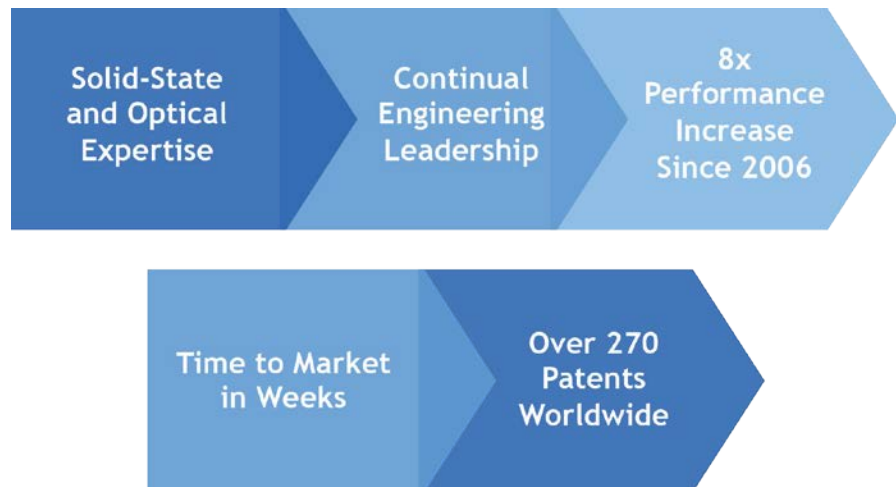 Solid-State
and Optical
Expertise
Continual
Engineering
Leadership
8x
Performance
Increase
Since 2006
Time to Market
in Weeks
Over 270
Patents
Worldwide